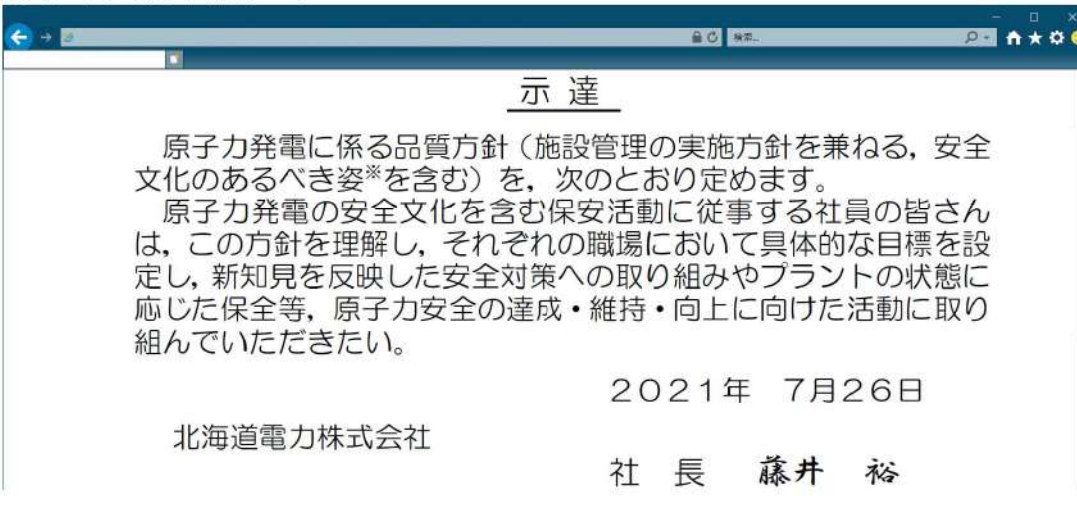 検索...
示 達
原子力発電に係る品質方針（施設管理の実施方針を兼ねる，安全
文化のあるべき姿※を含む）を，次のとおり定めます。
原子力発電の安全文化を含む保安活動に従事する社員の皆さん
は，この方針を理解し，それぞれの職場において具体的な目標を設
定し，新知見を反映した安全対策への取り組みやプラントの状態に
応じた保全等，原子力安全の達成・維持・向上に向けた活動に取り
組んでいただきたい。
２０２１年　７月２６日
北海道電力株式会社
社 長　藤井　裕